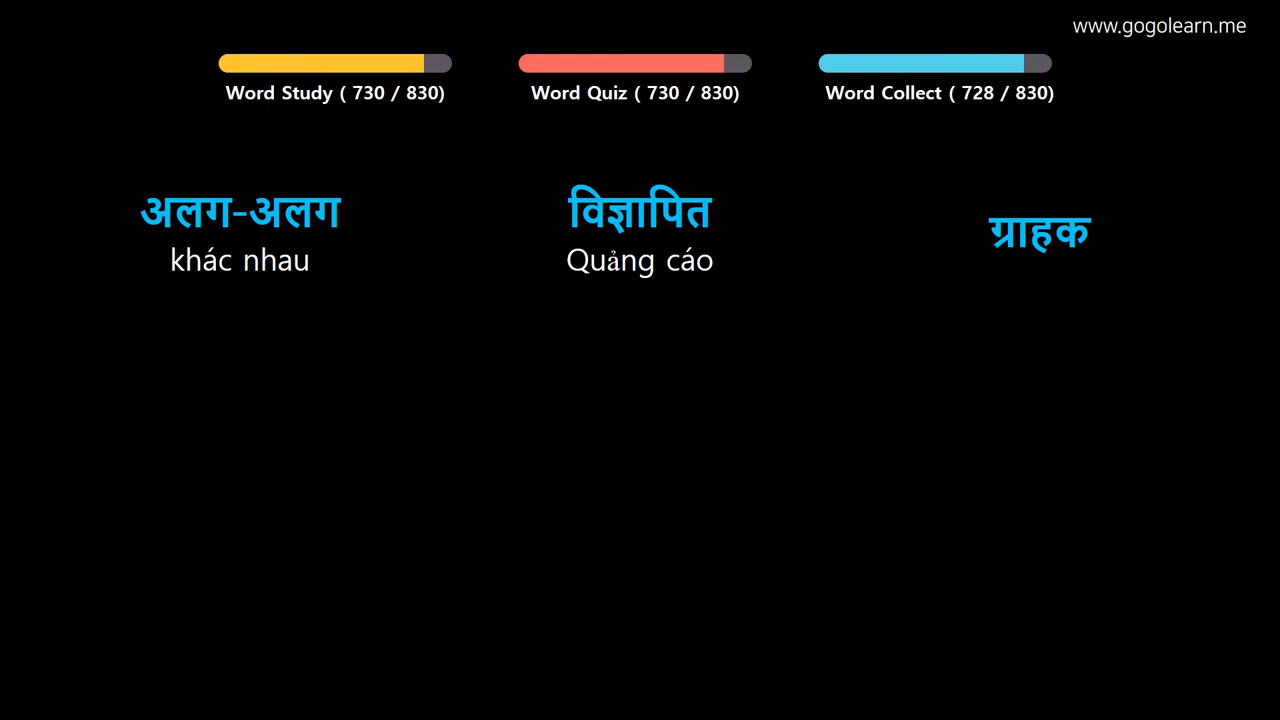 www.gogolearn.me
Word Study ( 730 / 830)
Word Quiz ( 730 / 830)
Word Collect ( 728 / 830)
अलग-अलग
khác nhau
विज्ञापित
Quảng cáo
ग्राहक